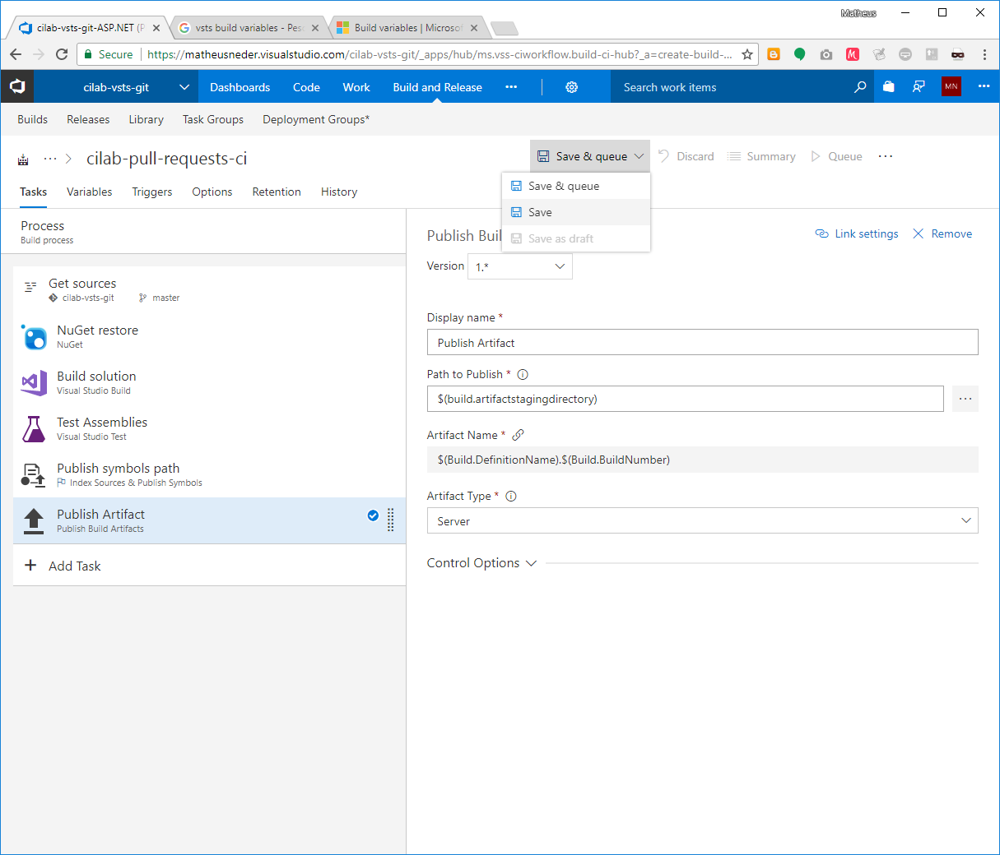 Matheus
cilab-vsts-git-ASP.NET (P
vsts build variables - Pes
Build variables | Microsof
Secure
https://matheusneder.visualstudio.com/cilab-vsts-git/_apps/hub/ms.vss-ciworkflow.build-ci-hub?_a=create-build-...
cilab-vsts-git
Dashboards
Code
Work
Build and Release
Search work items
MN
Builds
Releases
Library
Task Groups
Deployment Groups*
... > cilab-pull-requests-ci
Save & queue
Discard
Summary
Queue
...
Save & queue
Save
Save as draft
Tasks
Variables
Triggers
Options
Retention
History
Process
Build process
Get sources
cilab-vsts-git
master
NuGet restore
NuGet
Build solution
Visual Studio Build
Test Assemblies
Visual Studio Test
Publish symbols path
Index Sources & Publish Symbols
Publish Artifact
Publish Build Artifacts
+ Add Task
Publish Bui
Link settings
Remove
Version
1.*
Display name *
Publish Artifact
Path to Publish *
$(build.artifactstagingdirectory)
...
Artifact Name *
$(Build.DefinitionName).$(Build.BuildNumber)
Artifact Type *
Server
Control Options